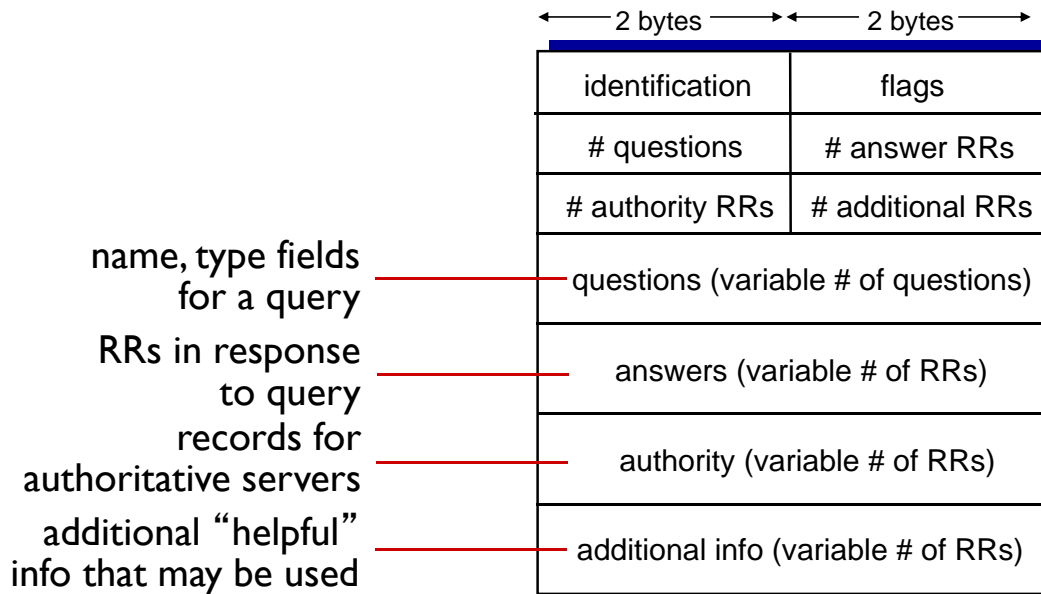 2 bytes 2 bytes
identification flags
# questions # answer RRs
# authority RRs # additional RRs
name, type fields
for a query
questions (variable # of questions)
RRs in response
to query
answers (variable # of RRs)
records for
authoritative servers
authority (variable # of RRs)
additional “helpful”
info that may be used
additional info (variable # of RRs)